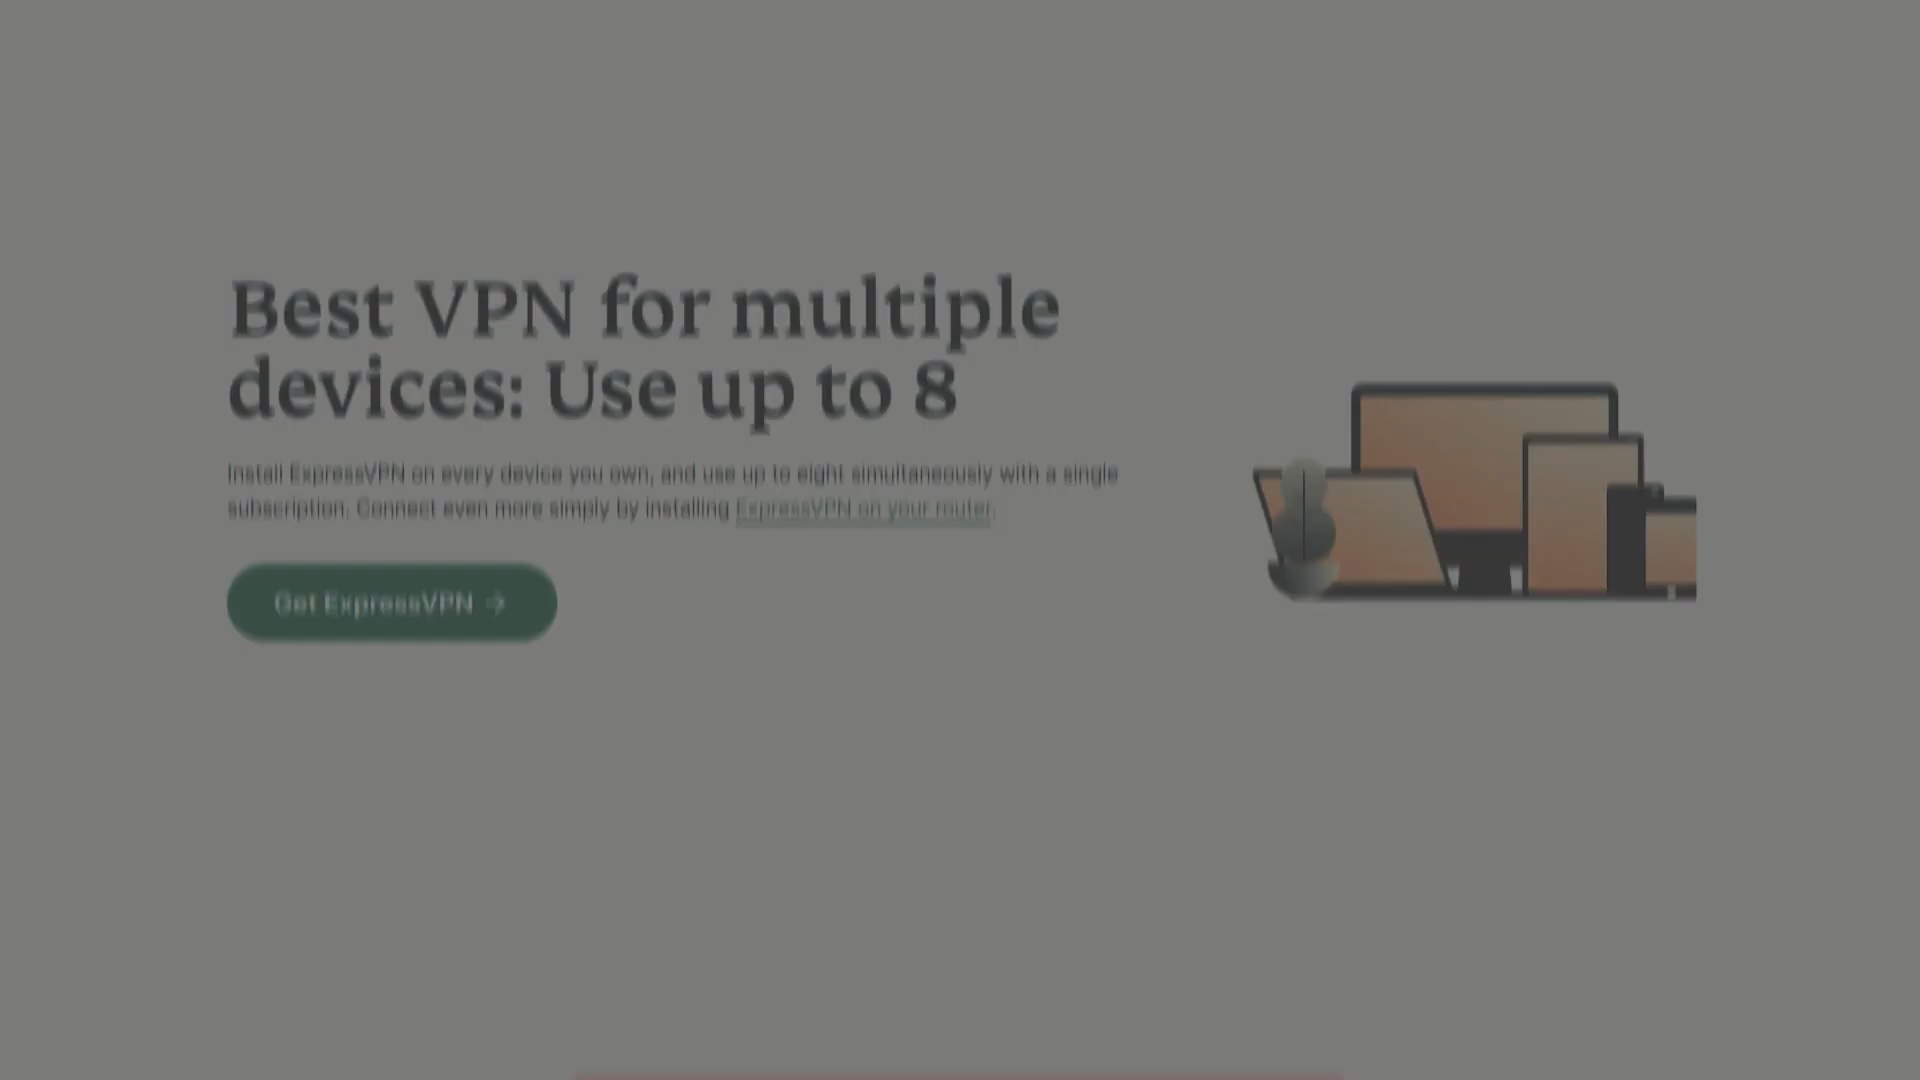 Best VPN for multiple
devices: Use up to 8
Install ExpressVPN on every device you own, and use up to eight simultaneously with a single
subscription. Connect even more simply by installing ExpressVPN on your router.
Get ExpressVPN →